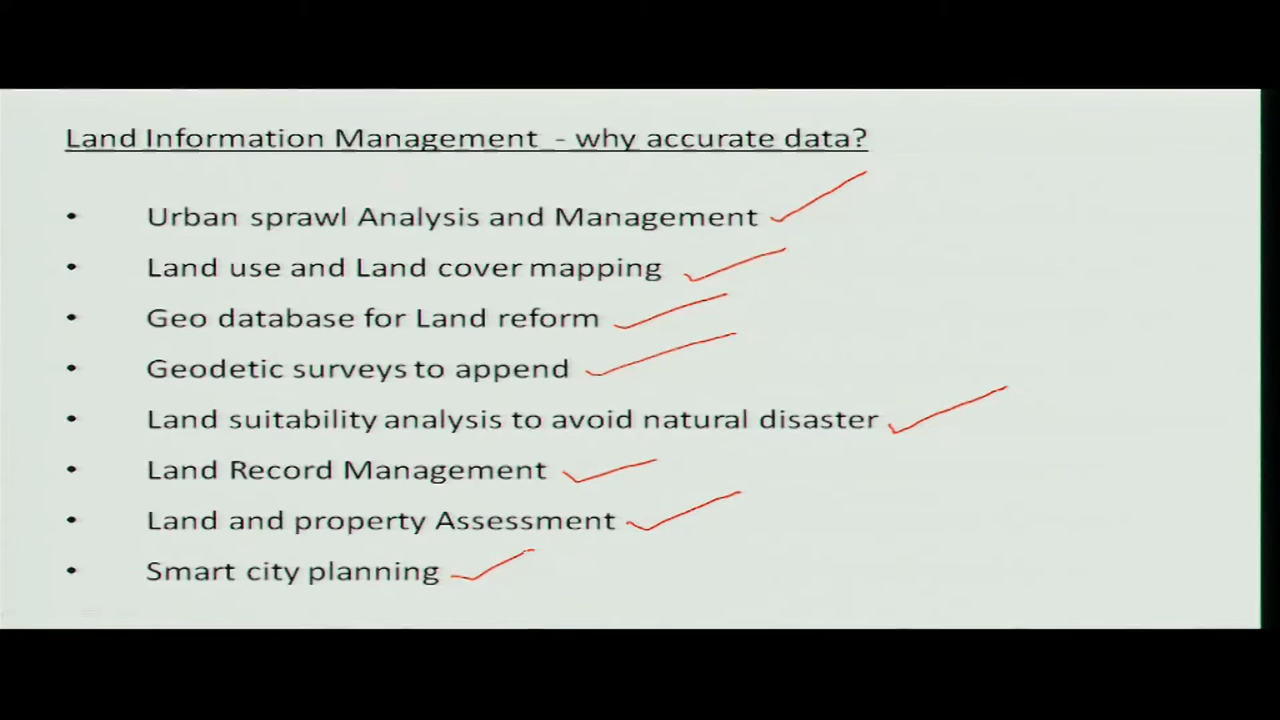 Land Information Management - why accurate data?
• Urban sprawl Analysis and Management
• Land use and Land cover mapping
• Geo database for Land reform
• Geodetic surveys to append
• Land suitability analysis to avoid natural disaster
• Land Record Management
• Land and property Assessment
• Smart city planning